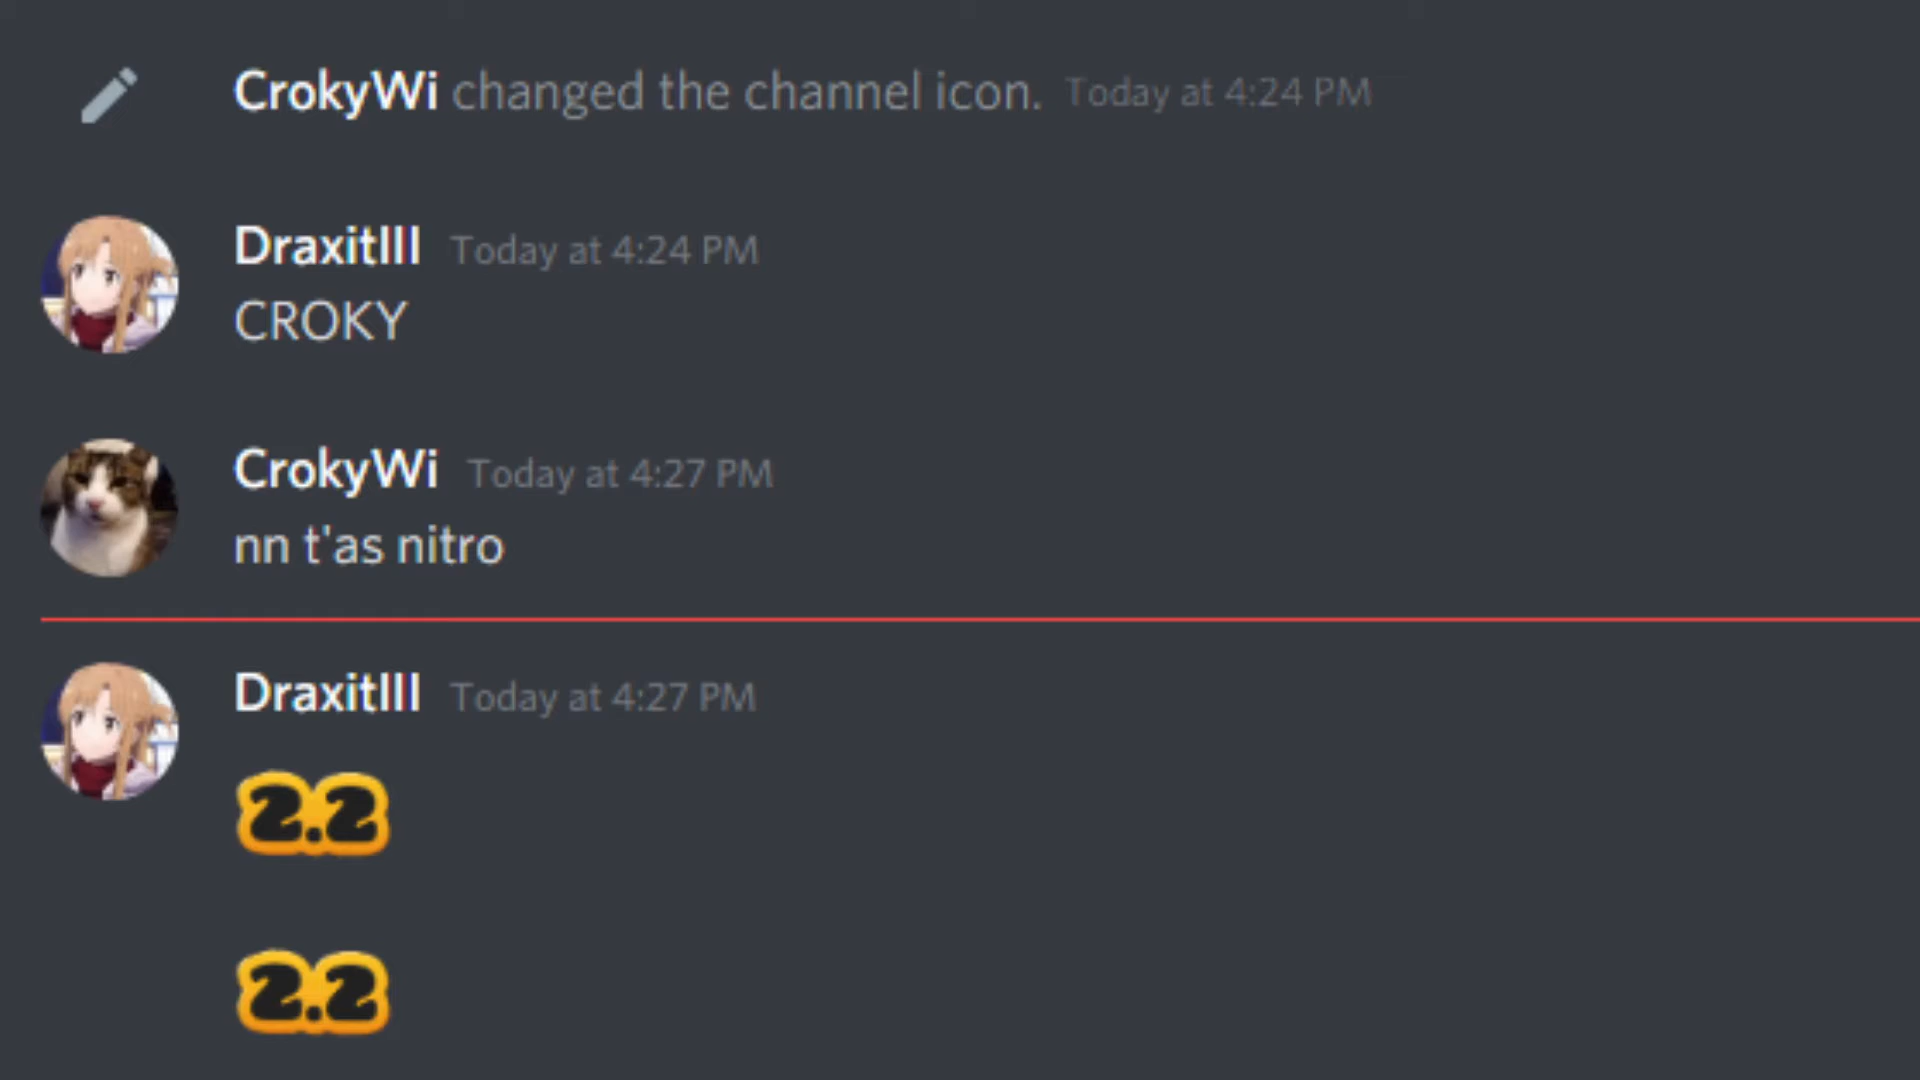 CrokyWi changed the channel icon. Today at 4:24 PM
DraxitIII Today at 4:24 PM
CROKY
CrokyWi Today at 4:27 PM
nn t'as nitro
DraxitIII Today at 4:27 PM
2.2
2.2